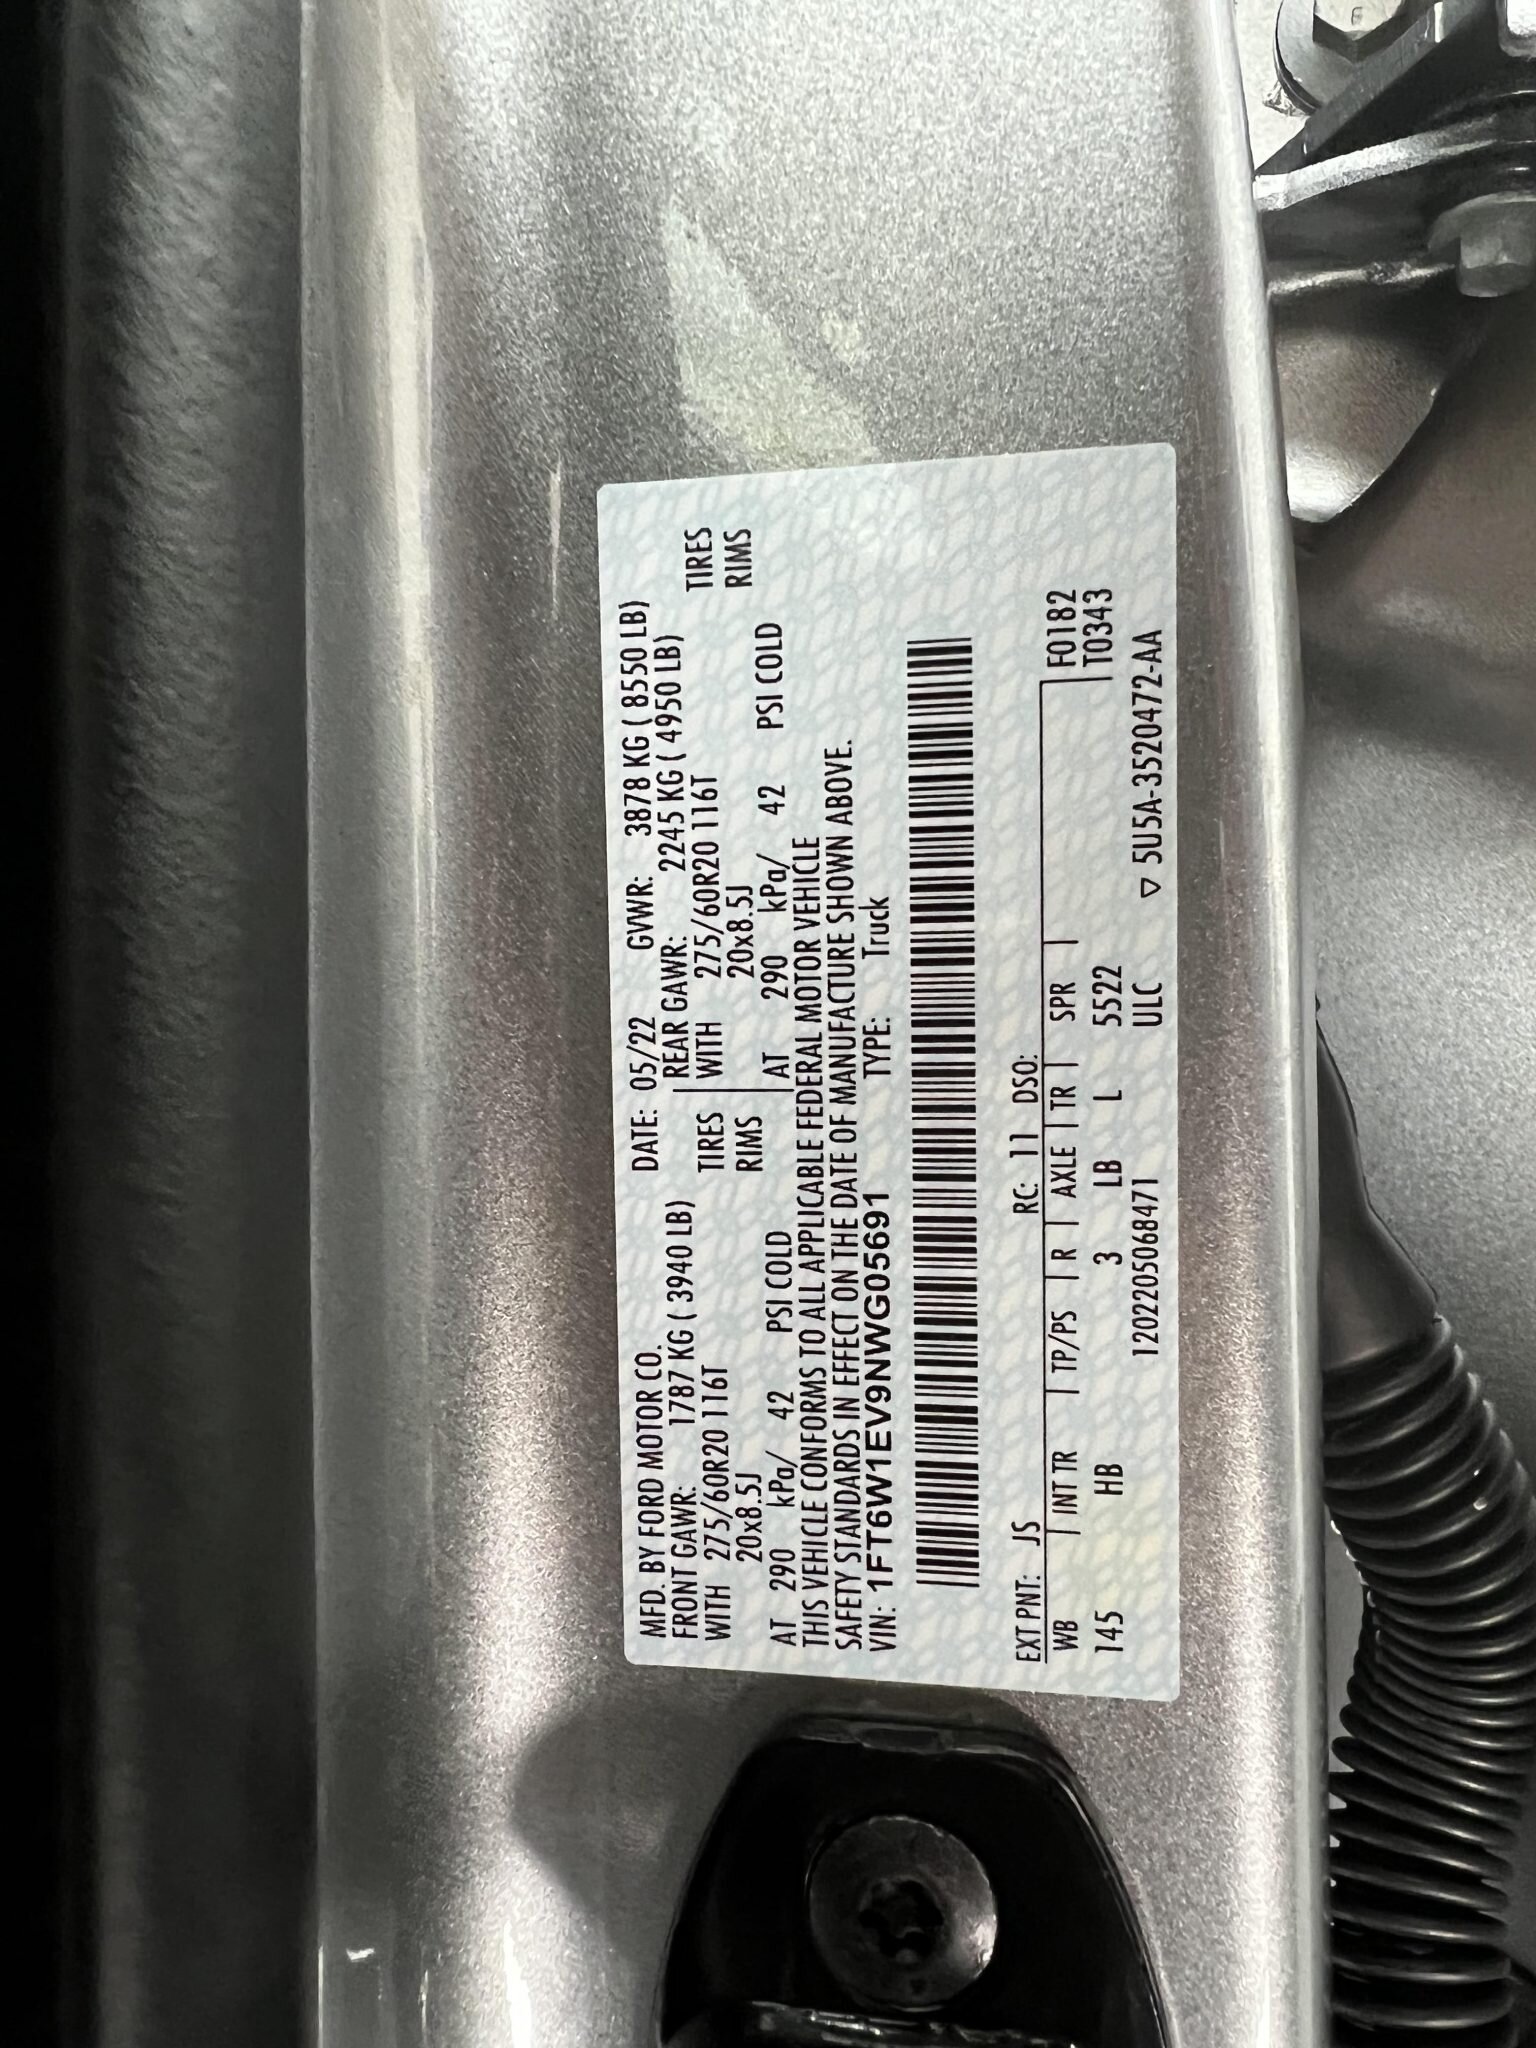 MFD. BY FORD MOTOR CO. DATE: 05/22 GVWR: 3878 KG ( 8550 LB)
FRONT GAWR: 1787 KG ( 3940 LB) REAR GAWR: 2245 KG ( 4950 LB)
WITH 275/60R20 116T TIRES WITH 275/60R20 116T TIRES
20x8.5J RIMS 20x8.5J RIMS
AT 290 kPa/ 42 PSI COLD AT 290 kPa/ 42 PSI COLD
THIS VEHICLE CONFORMS TO ALL APPLICABLE FEDERAL MOTOR VEHICLE
SAFETY STANDARDS IN EFFECT ON THE DATE OF MANUFACTURE SHOWN ABOVE.
VIN: 1FT6W1EV9NWG05691 TYPE: Truck
EXT PNT: JS RC: 11 DSO:
WB INT TR TP/PS R AXLE TR SPR F0182
145 HB 3 LB L 5522 T0343
1202205068471 ULC ▽ 5U5A-3520472-AA
6